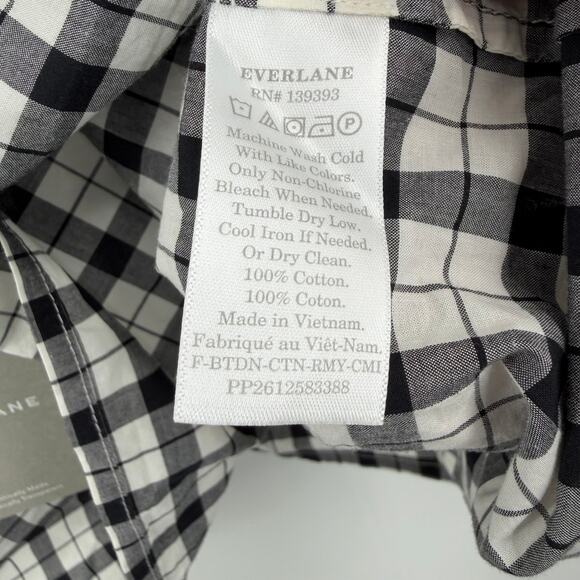 EVERLANE
RN# 139393
P
Machine Wash Cold
With Like Colors.
Only Non-Chlorine
Bleach When Needed.
Tumble Dry Low.
Cool Iron If Needed.
Or Dry Clean.
100% Cotton.
100% Coton.
Made in Vietnam.
Fabriqué au Viêt-Nam.
F-BTDN-CTN-RMY-CMI
PP2612583388
LANE